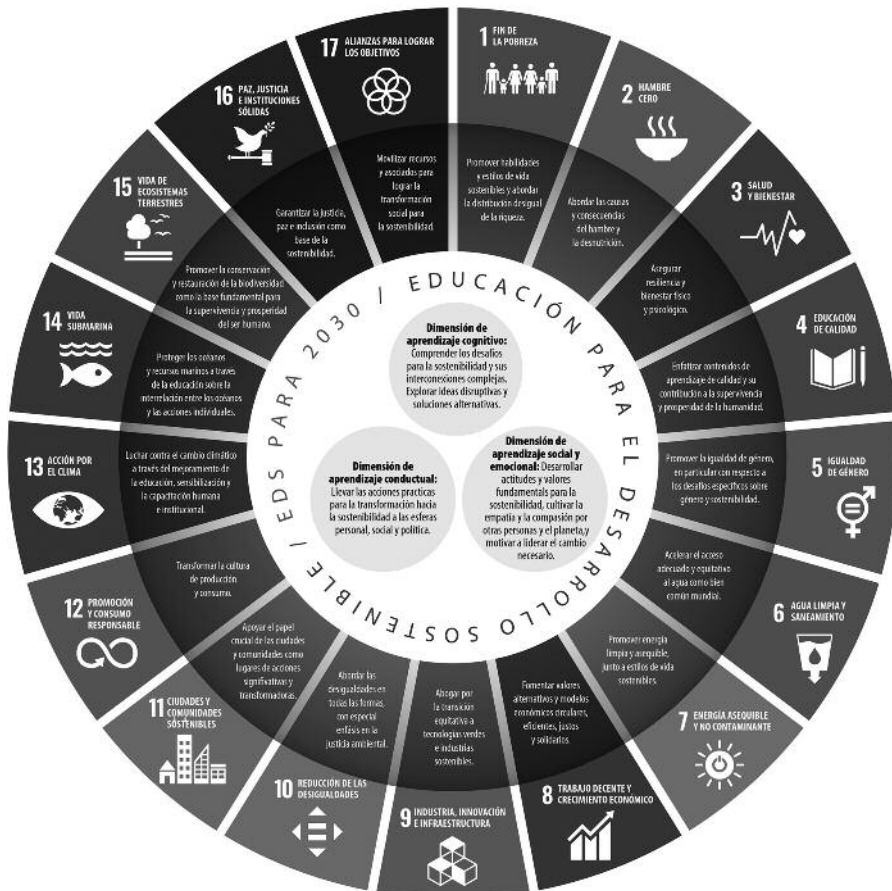 1 FIN DE
LA POBREZA
Promover habilidades
y estilos de vida
sostenibles y abordar
la distribución desigual
de la riqueza.
2 HAMBRE
CERO
Abordar las causas
y consecuencias
del hambre y
la desnutrición.
3 SALUD
Y BIENESTAR
Asegurar
resiliencia y
bienestar físico
y psicológico.
4 EDUCACIÓN
DE CALIDAD
Enfatizar contenidos de
aprendizaje de calidad y su
contribución a la supervivencia
y prosperidad de la humanidad.
5 IGUALDAD
DE GÉNERO
Promover la igualdad de género,
en particular con respecto a
los desafíos específicos sobre
género y sostenibilidad.
6 AGUA LIMPIA Y
SANEAMIENTO
Acelerar el acceso
adecuado y equitativo
al agua como bien
común mundial.
7 ENERGÍA ASEQUIBLE
Y NO CONTAMINANTE
Promover energía
limpia y asequible,
junto a estilos de vida
sostenibles.
8 TRABAJO DECENTE Y
CRECIMIENTO ECONÓMICO
Fomentar valores
alternativos y modelos
económicos circulares,
eficientes, justos
y solidarios.
9 INDUSTRIA, INNOVACIÓN
E INFRAESTRUCTURA
Abogar por
la transición
equitativa a
tecnologías verdes
e industrias
sostenibles.
10 REDUCCIÓN DE LAS
DESIGUALDADES
Abordar las
desigualdades en
todas las formas,
con especial
enfásis en la
justicia ambiental.
11 CIUDADES Y
COMUNIDADES
SOSTENIBLES
Apoyar el papel
crucial de las ciudades
y comunidades como
lugares de acciones
signifivativas y
transformadoras.
12 PROMOCIÓN
Y CONSUMO
RESPONSABLE
Transformar la cultura
de producción
y consumo.
13 ACCIÓN POR
EL CLIMA
Luchar contra el cambio climático
a través del mejoramiento de
la educación, sensibilización y
la capacitación humana
e institucional.
14 VIDA
SUBMARINA
Proteger los océanos
y recursos marinos a través
de la educación sobre la
interrelación entre los océanos
y las acciones individuales.
15 VIDA DE
ECOSISTEMAS
TERRESTRES
Promover la conservación
y restauración de la biodiversidad
como la base fundamental para
la supervivencia y prosperidad
del ser humano.
16 PAZ, JUSTICIA
E INSTITUCIONES
SÓLIDAS
Garantizar la justicia,
paz e inclusión como
base de la
sostenibilidad.
17 ALIANZAS PARA LOGRAR
LOS OBJETIVOS
Movilizar recursos
y asociados para
lograr la
transformación
social para
la sostenibilidad.
/ EDS PARA 2030 / EDUCACIÓN PARA EL DESARROLLO SOSTENIBLE
Dimensión de
aprendizaje cognitivo:
Comprender los desafíos
para la sostenibilidad y sus
interconexiones complejas.
Explorar ideas disruptivas y
soluciones alternativas.
Dimensión de
aprendizaje conductual:
Llevar las acciones practicas
para la transformación hacia
la sostenibilidad a las esferas
personal, social y política.
Dimensión de
aprendizaje social y
emocional: Desarrollar
actitudes y valores
fundamentals para la
sostenibilidad, cultivar la
empatía y la compasión por
otras personas y el planeta,y
motivar a liderar el cambio
necesario.